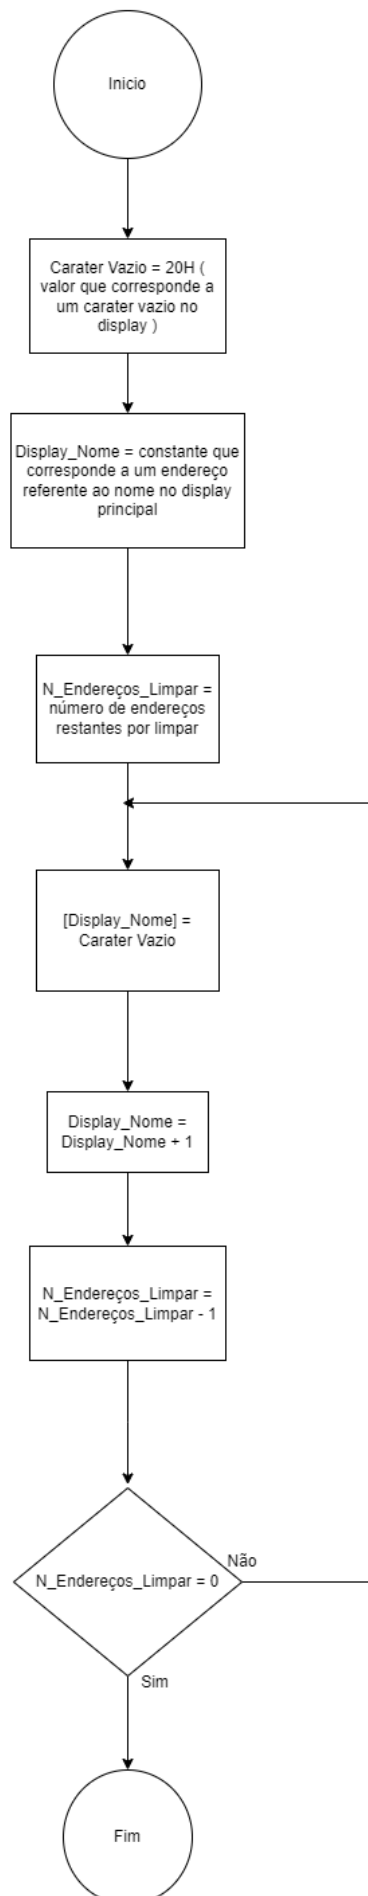 Inicio
Carater Vazio = 20H (
valor que corresponde a
um carater vazio no
display )
Display_Nome = constante que
corresponde a um endereço
referente ao nome no display
principal
N_Endereços_Limpar =
número de endereços
restantes por limpar
[Display_Nome] =
Carater Vazio
Display_Nome =
Display_Nome + 1
N_Endereços_Limpar =
N_Endereços_Limpar - 1
N_Endereços_Limpar = 0
Não
Sim
Fim